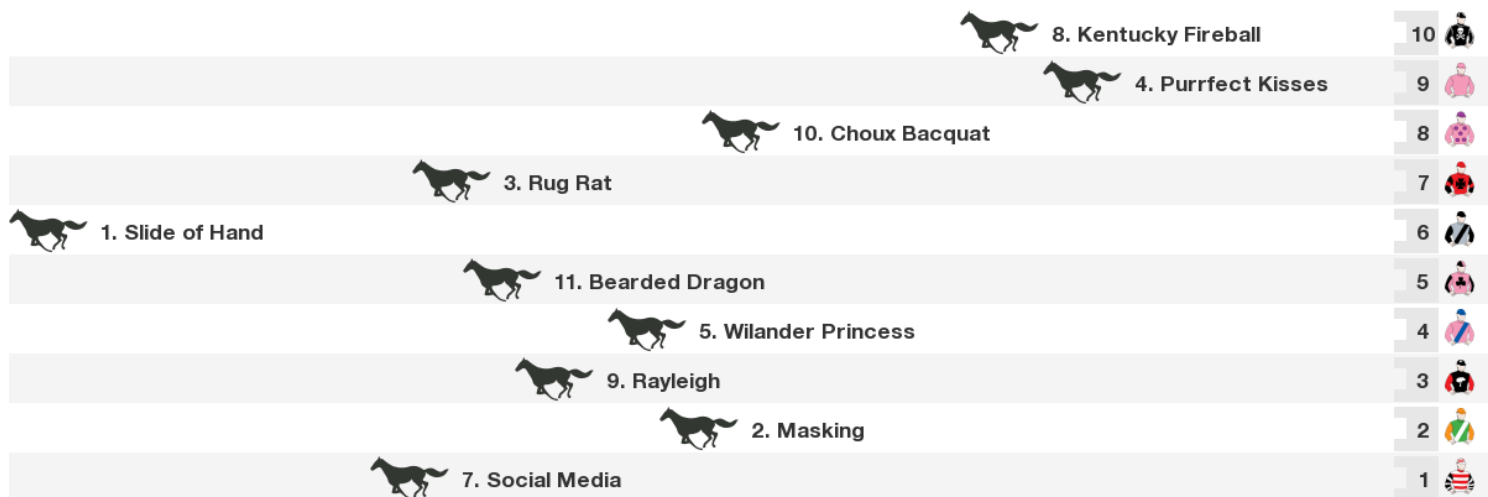 8. Kentucky Fireball 10
4. Purrfect Kisses 9
10. Choux Bacquat 8
3. Rug Rat 7
1. Slide of Hand 6
11. Bearded Dragon 5
5. Wilander Princess 4
9. Rayleigh 3
2. Masking 2
7. Social Media 1